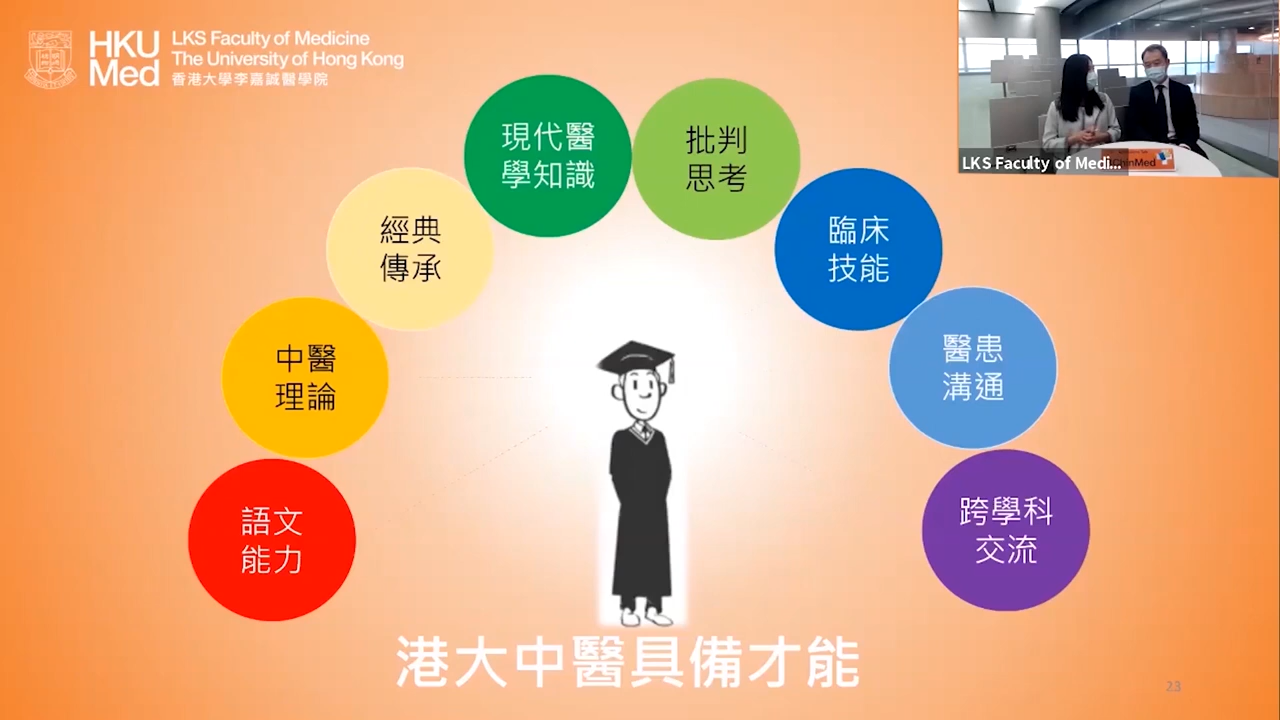 HKU
Med
LKS Faculty of Medicine
The University of Hong Kong
香港大學李嘉誠醫學院
LKS Faculty of Medi...
ChinMed
現代醫
學知識
批判
思考
經典
傳承
臨床
技能
中醫
理論
醫患
溝通
語文
能力
跨學科
交流
港大中醫具備才能
23